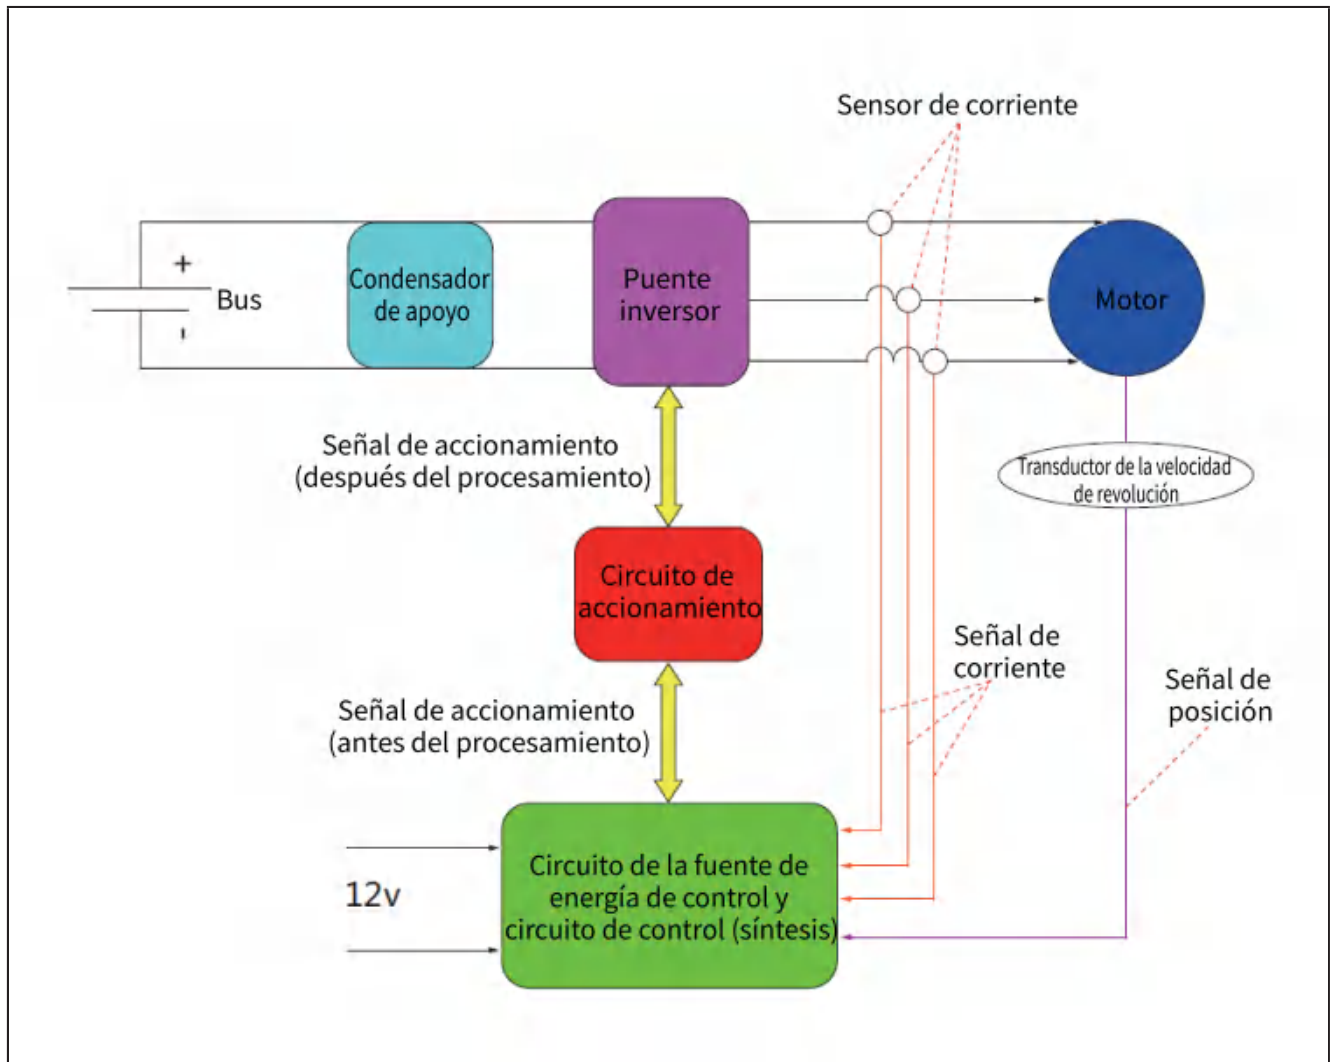 Sensor de corriente
+
Bus
-
Condensador
de apoyo
Puente
inversor
Motor
Señal de accionamiento
(después del procesamiento)
Transductor de la velocidad
de revolución
Circuito de
accionamiento
Señal de
corriente
Señal de
posición
Señal de accionamiento
(antes del procesamiento)
12v
Circuito de la fuente de
energía de control y
circuito de control (síntesis)